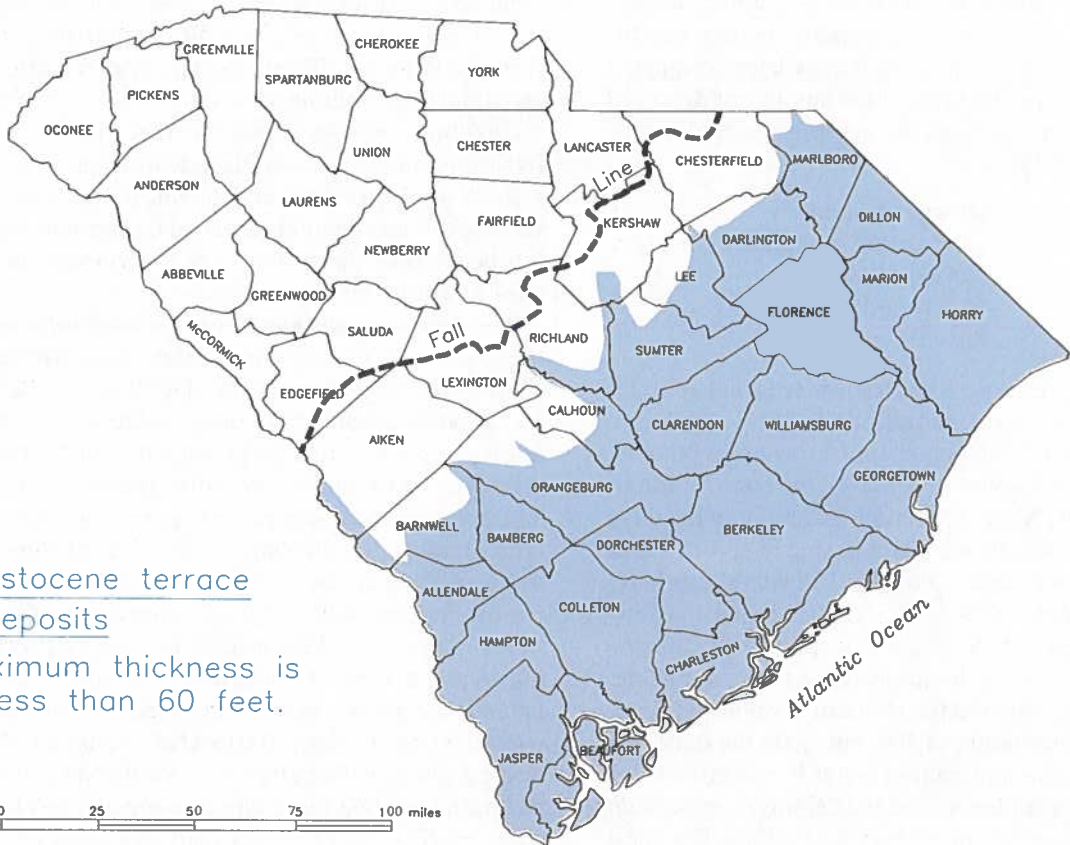 GREENVILLE
CHEROKEE
YORK
SPARTANBURG
PICKENS
OCONEE
UNION
CHESTER
LANCASTER
CHESTERFIELD
MARLBORO
ANDERSON
Line
LAURENS
FAIRFIELD
KERSHAW
DILLON
DARLINGTON
NEWBERRY
ABBEVILLE
LEE
MARION
GREENWOOD
FLORENCE
HORRY
McCORMICK
SALUDA
Fall
RICHLAND
SUMTER
EDGEFIELD
LEXINGTON
CALHOUN
CLARENDON
WILLIAMSBURG
AIKEN
GEORGETOWN
ORANGEBURG
BARNWELL
BAMBERG
DORCHESTER
BERKELEY
stocene terrace
eposits
ALLENDALE
COLLETON
HAMPTON
CHARLESTON
Atlantic Ocean
ximum thickness is
less than 60 feet.
JASPER
BEAUFORT
25 50 75 100 miles